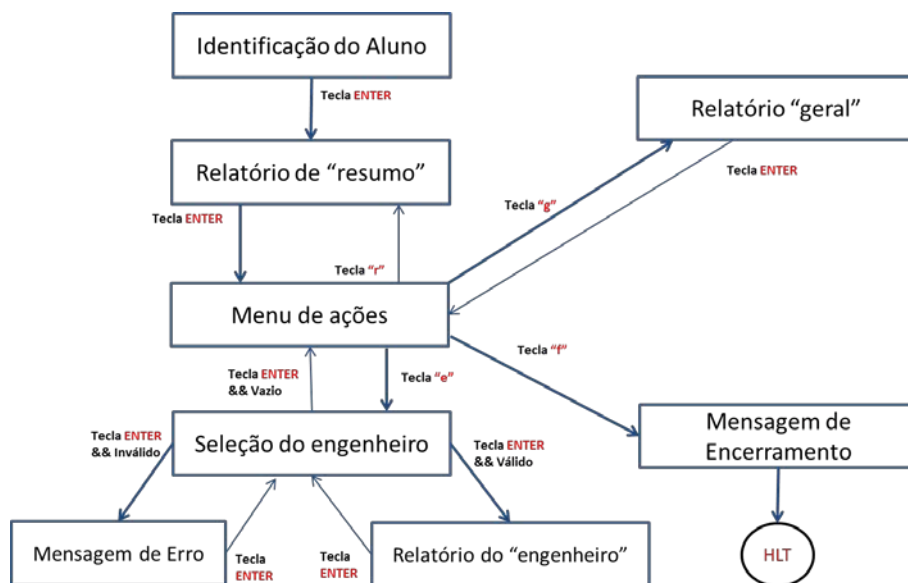 Identificação do Aluno
Tecla ENTER
Relatório "geral"
Relatório de “resumo”
Tecla ENTER
Tecla ENTER
Tecla “g”
Tecla “r”
Menu de ações
Tecla “f”
Tecla ENTER
&& Vazio
Tecla “e”
Mensagem de
Encerramento
Tecla ENTER
&& Inválido
Seleção do engenheiro
Tecla ENTER
&& Válido
Mensagem de Erro
Tecla
ENTER
Tecla
ENTER
Relatório do “engenheiro”
HLT